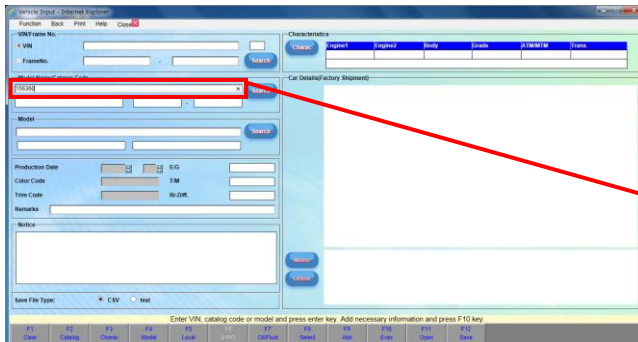 Vehicle Input - Internet Explorer
Function Back Print Help Close
VIN/Frame No.
VIN
FrameNo. -
Search
Model Name/Catalog Code
156360 ×
Search
-
Model
Search
Production Date E/G
Color Code T/M
Trim Code Rr.Diff.
Remarks
Notice
Save File Type: CSV text
Characteristics
Charac
Engine1 Engine2 Body Grade ATM/MTM Trans
Car Details(Factory Shipment)
Enter VIN, catalog code or model and press enter key. Add necessary information and press F10 key.
F1 F2 F3 F4 F5 F6 F7 F8 F9 F10 F11 F12
Clear Catalog Charac Model Local Oil/Fluid Select Add Exec Open Save